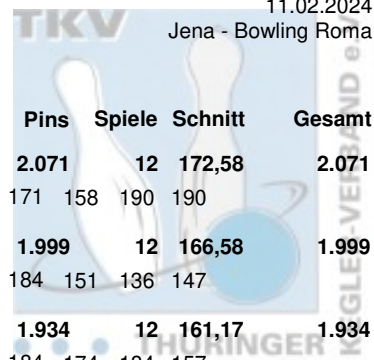 11.02.2024
TKV
Jena - Bowling Roma
Pins Spiele Schnitt Gesamt
2.071 12 172,58 2.071
171 158 190 190
1.999 12 166,58 1.999
184 151 136 147
1.934 12 161,17 1.934
THÜRINGER
KEGLER-VERBAND e.V.